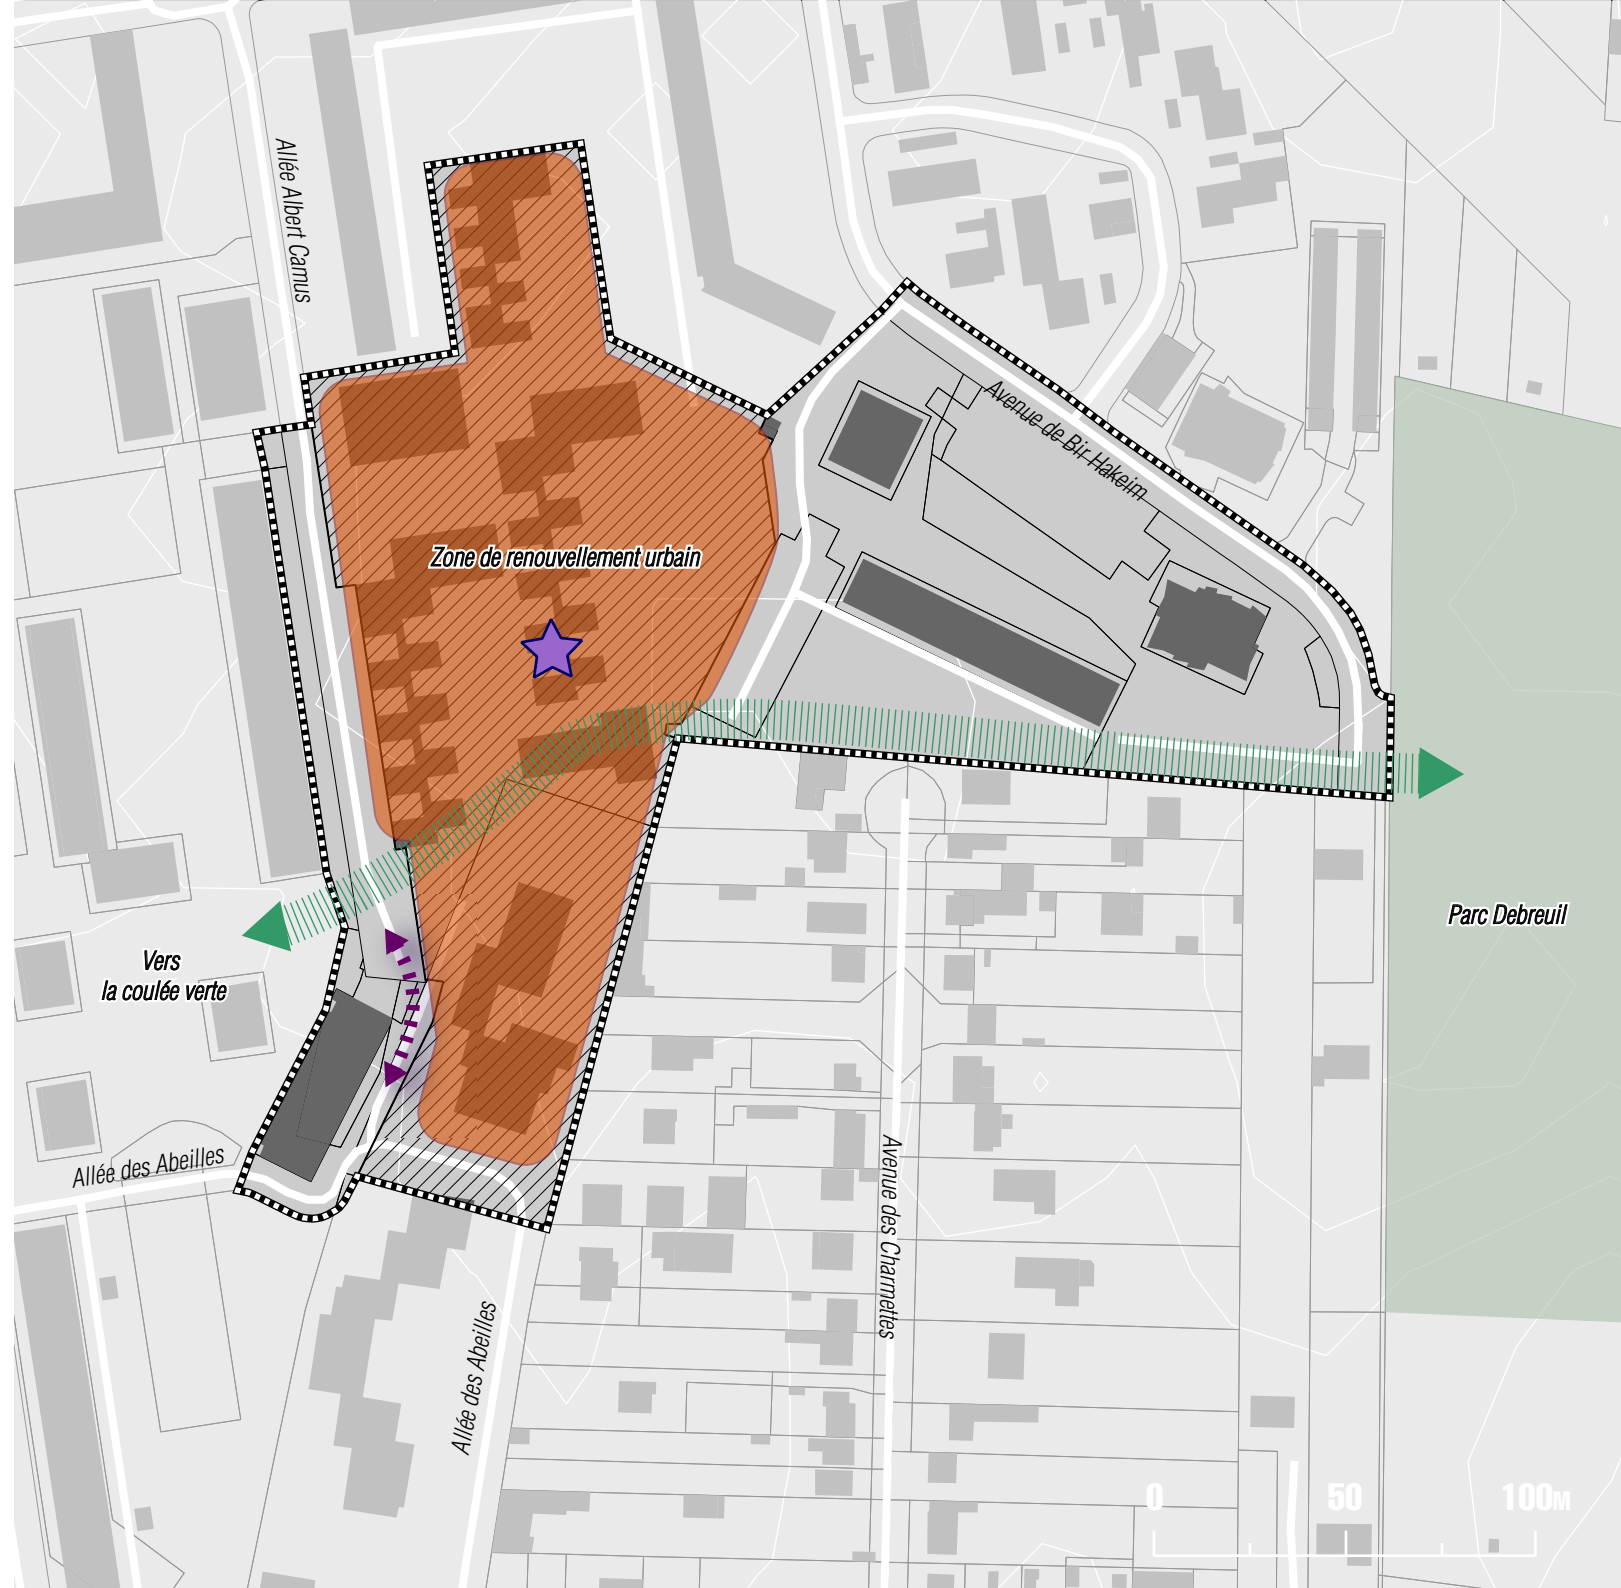 Allée Albert Camus
Avenue de Bir Hakeim
Zone de renouvellement urbain
Parc Debreuil
Vers
la coulée verte
Allée des Abeilles
Avenue des Charmettes
Allée des Abeilles
0 50 100M